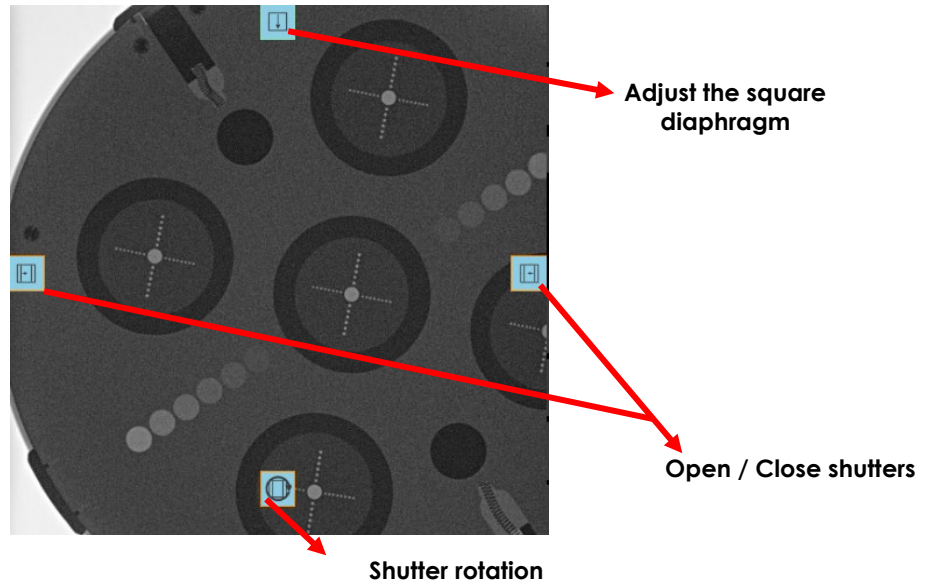 Adjust the square
diaphragm
Open / Close shutters
Shutter rotation